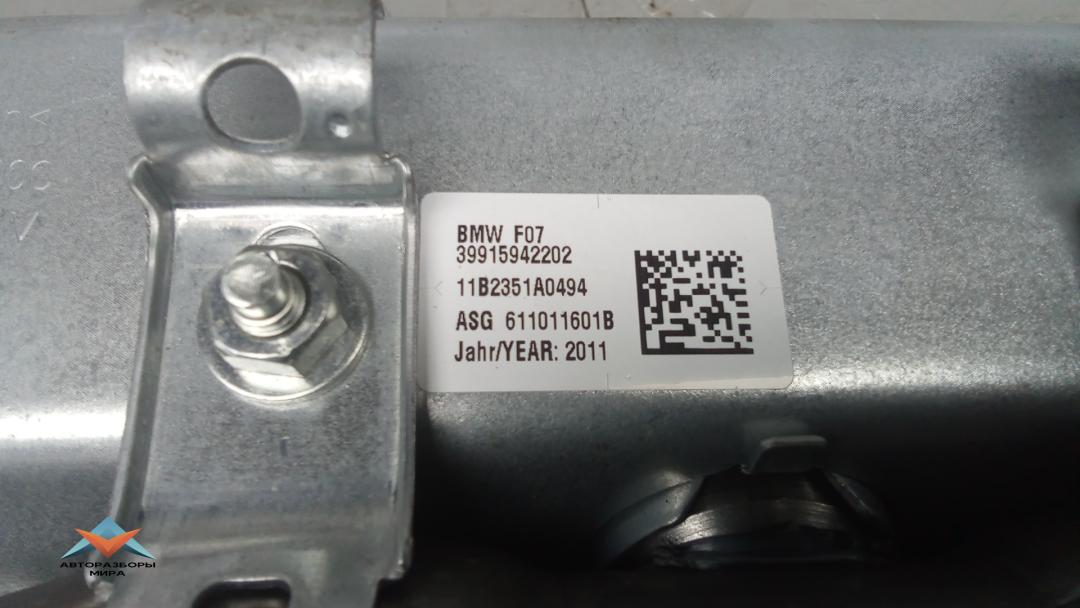 BMW F07
39915942202
11B2351A0494
ASG 611011601B
Jahr/YEAR: 2011
АВТОРАЗБОРЫ
МИРА